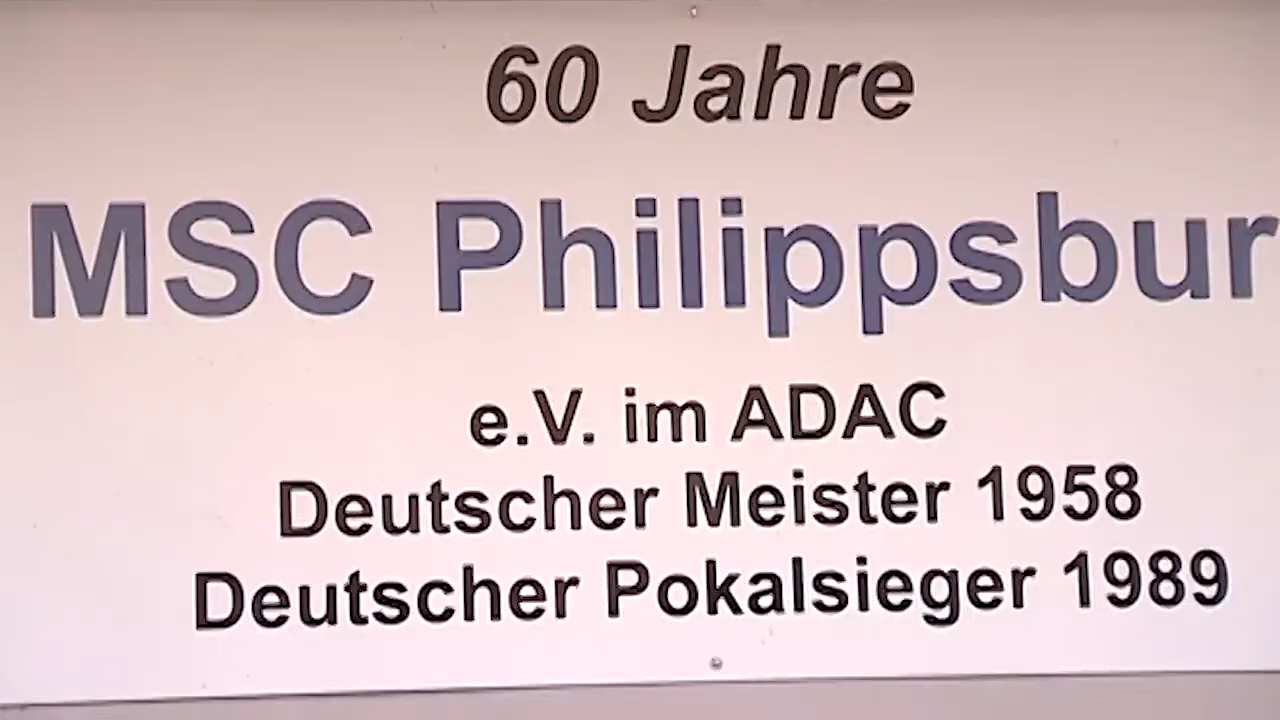 60 Jahre
MSC Philippsbur
e.V. im ADAC
Deutscher Meister 1958
Deutscher Pokalsieger 1989